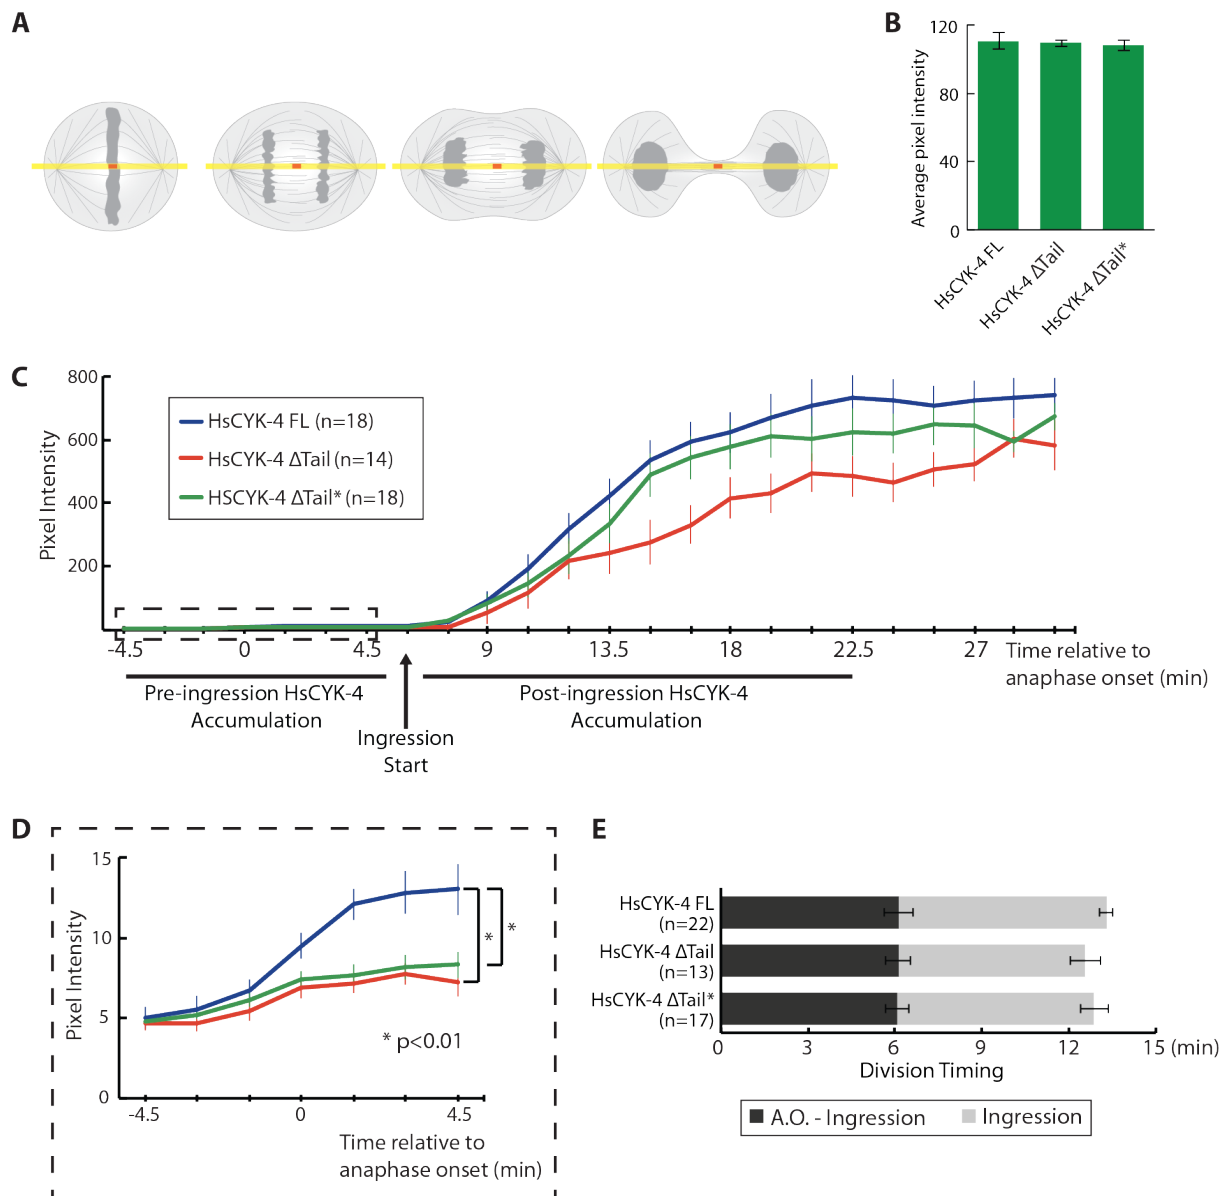 A
B
120
80
40
0
Average pixel intensity
HsCYK-4 FL
HsCYK-4 ΔTail
HsCYK-4 ΔTail*
C
800
600
400
200
Pixel Intensity
HsCYK-4 FL (n=18)
HsCYK-4 ΔTail (n=14)
HSCYK-4 ΔTail* (n=18)
-4.5 0 4.5 9 13.5 18 22.5 27
Time relative to
anaphase onset (min)
Pre-ingression HsCYK-4
Accumulation
Ingression
Start
Post-ingression HsCYK-4
Accumulation
D
15
10
5
0
Pixel Intensity
*
*
* p<0.01
-4.5 0 4.5
Time relative to
anaphase onset (min)
E
HsCYK-4 FL
(n=22)
HsCYK-4 ΔTail
(n=13)
HsCYK-4 ΔTail*
(n=17)
0 3 6 9 12 15 (min)
Division Timing
A.O. - Ingression
Ingression